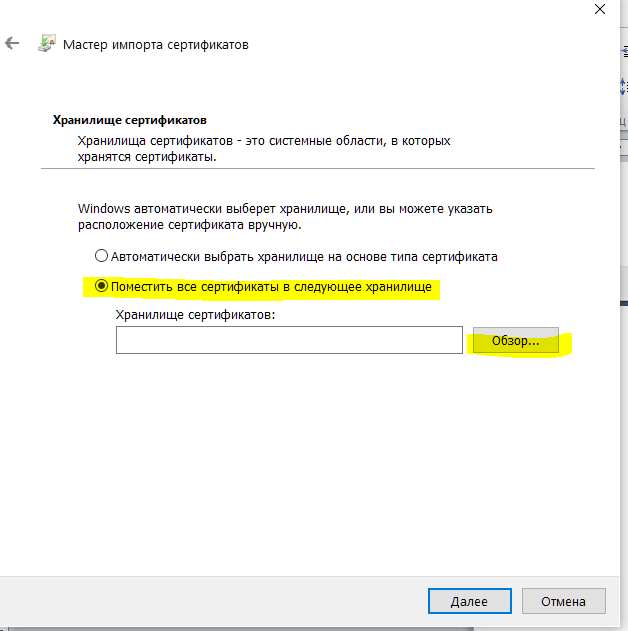 Мастер импорта сертификатов
Хранилище сертификатов
Хранилища сертификатов - это системные области, в которых
хранятся сертификаты.
Windows автоматически выберет хранилище, или вы можете указать
расположение сертификата вручную.
Автоматически выбрать хранилище на основе типа сертификата
Поместить все сертификаты в следующее хранилище
Хранилище сертификатов:
Обзор...
Далее
Отмена